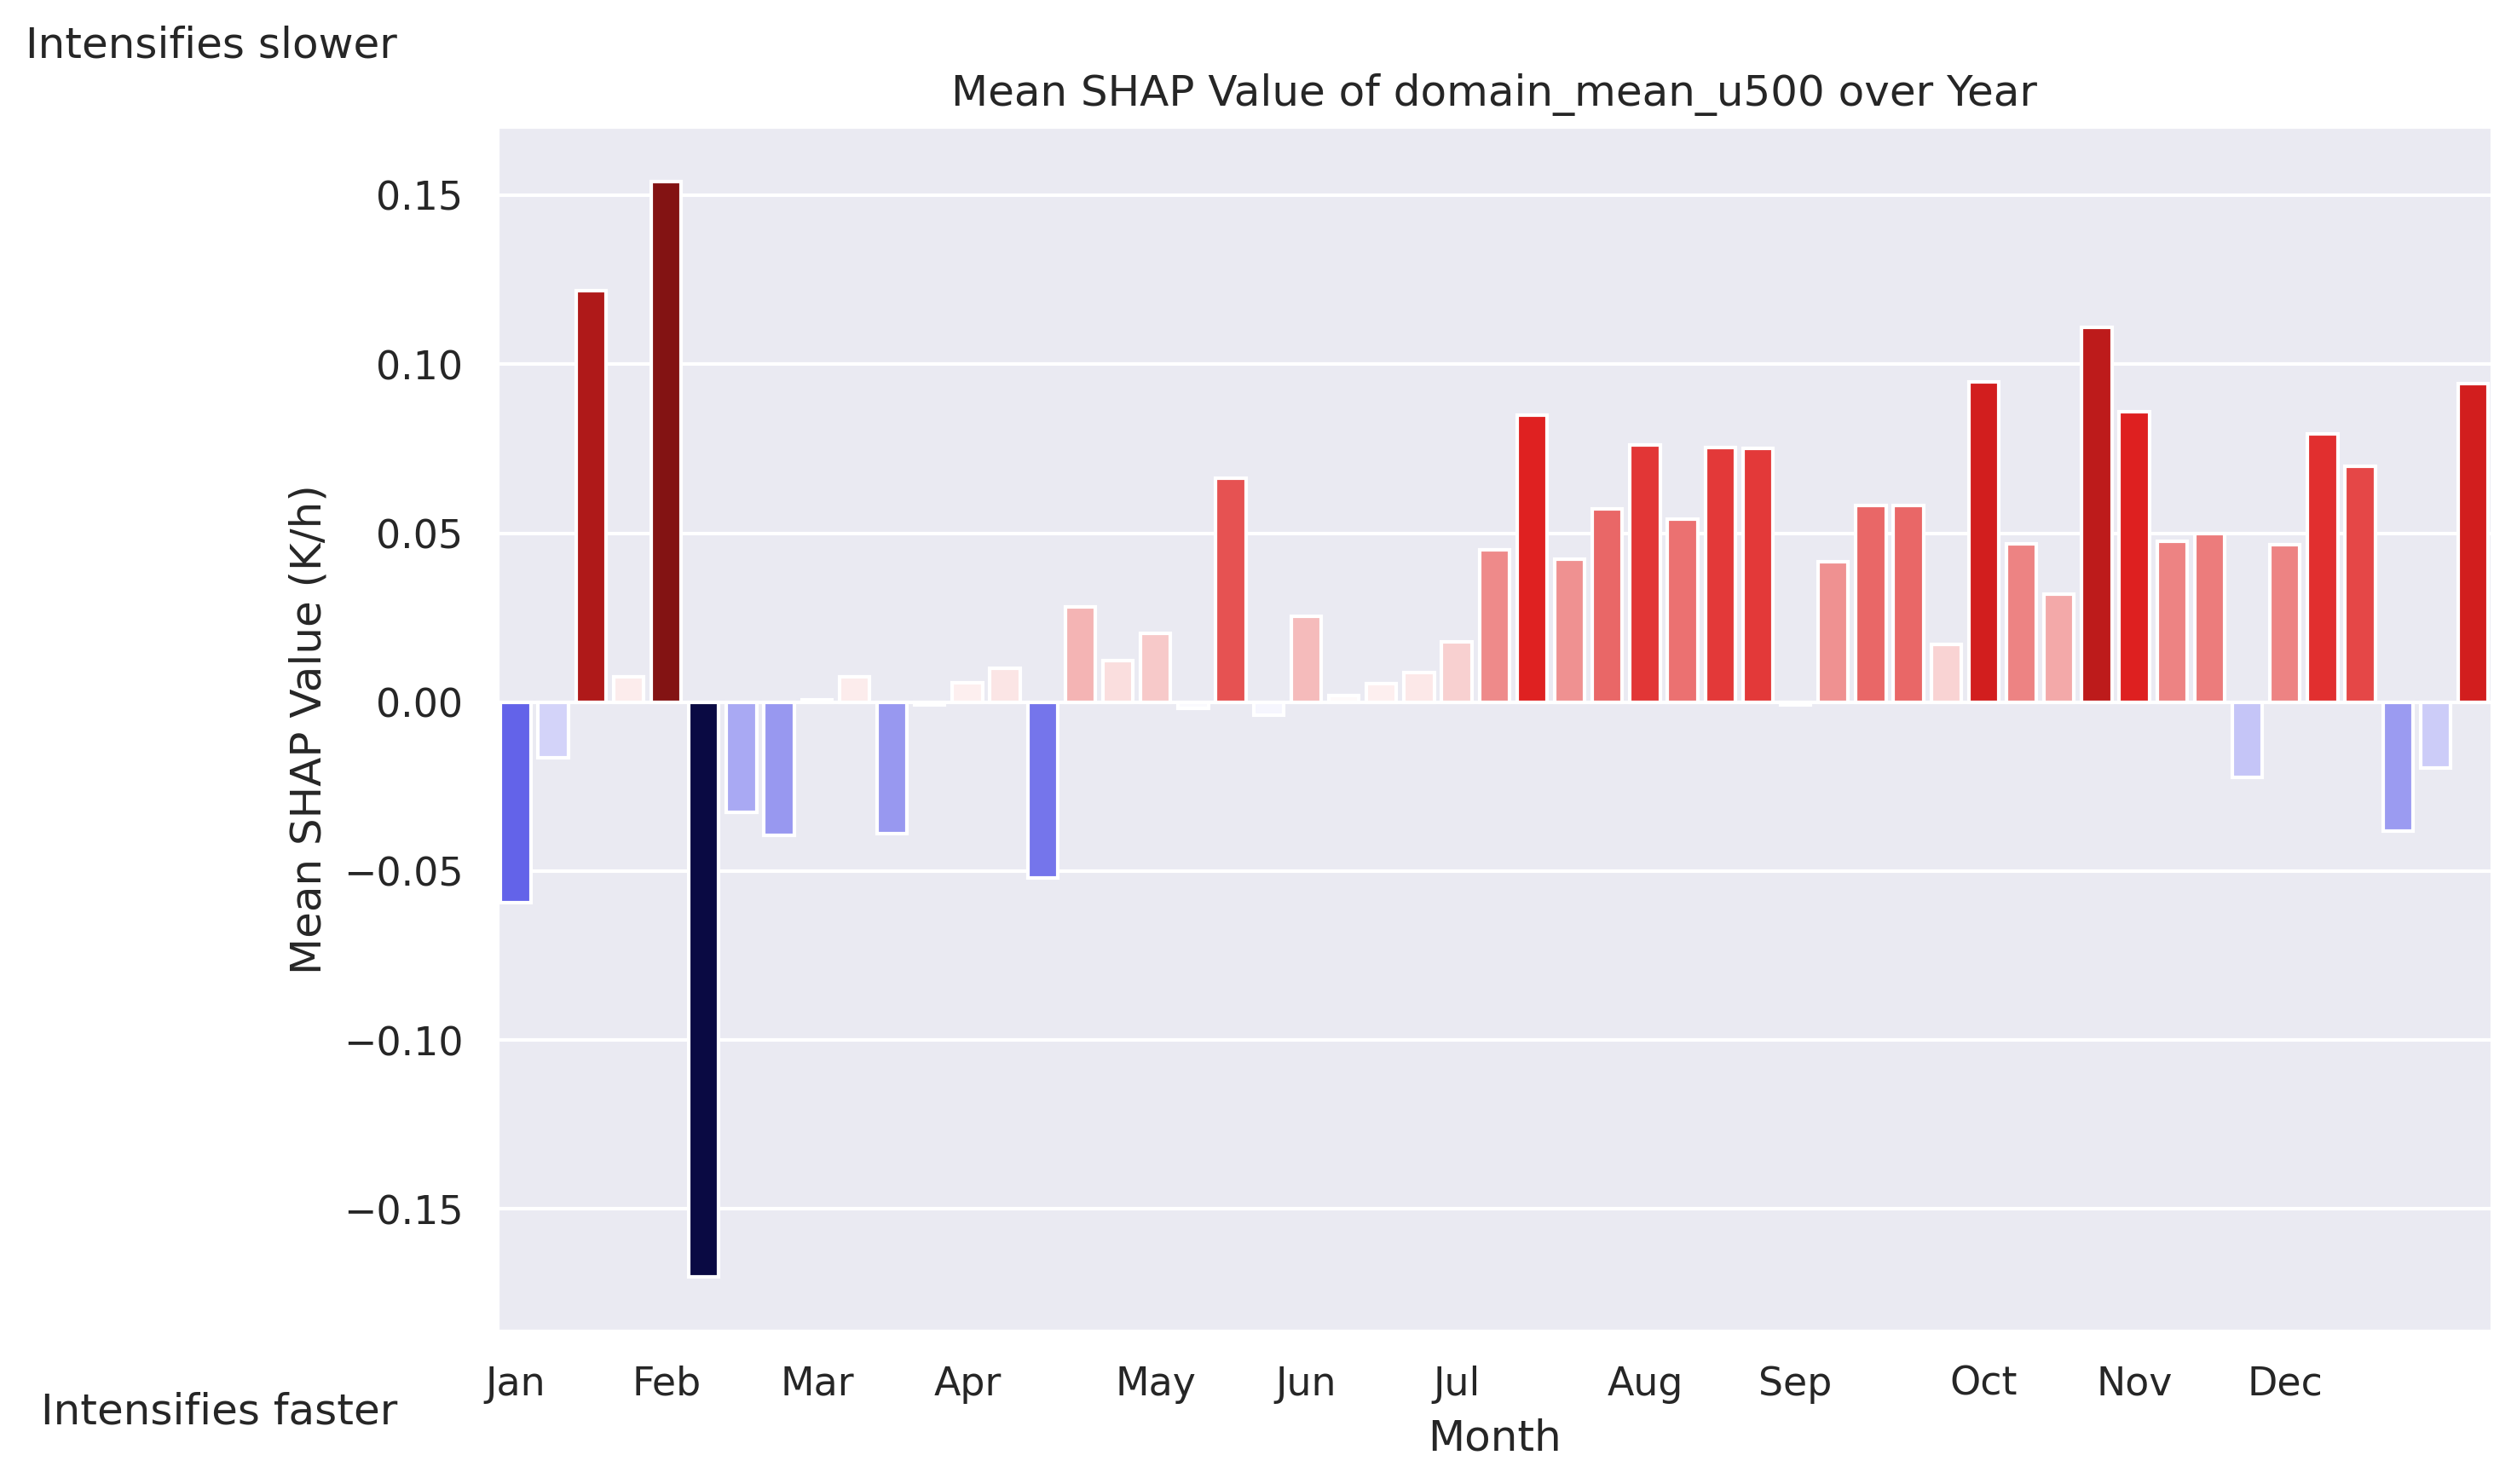 Intensifies slower
Mean SHAP Value of domain_mean_u500 over Year
Mean SHAP Value (K/h)
0.15
0.10
0.05
0.00
−0.05
−0.10
−0.15
Jan Feb Mar Apr May Jun Jul Aug Sep Oct Nov Dec
Intensifies faster
Month